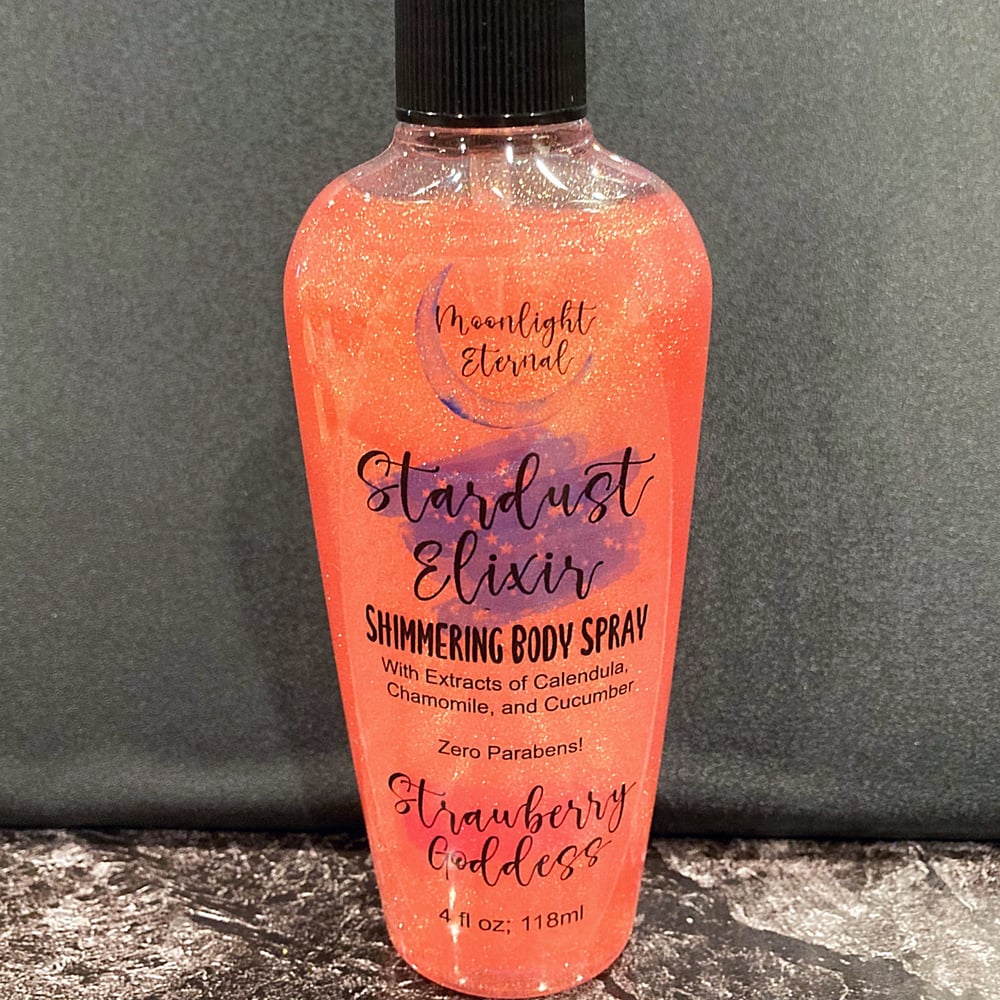 Moonlight
Eternal
Stardust
Elixir
SHIMMERING BODY SPRAY
With Extracts of Calendula,
Chamomile, and Cucumber
Zero Parabens!
Strawberry
Goddess
4 fl oz; 118ml